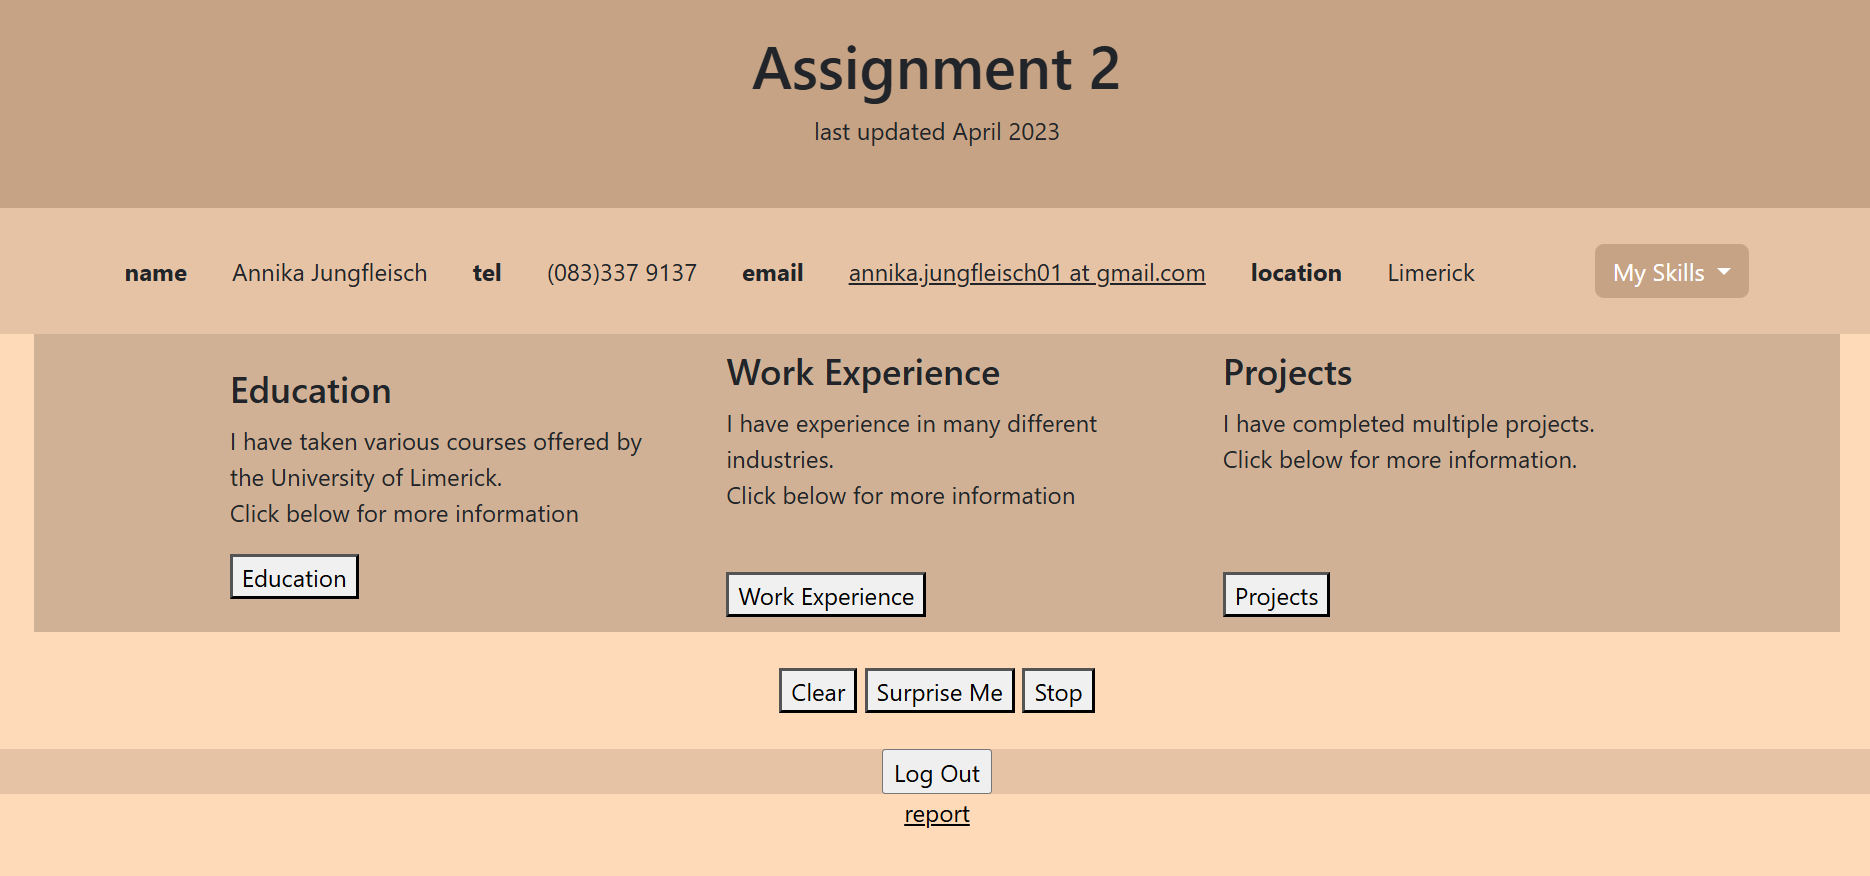 Assignment 2
last updated April 2023
name Annika Jungfleisch tel (083)337 9137 email annika.jungfleisch01 at gmail.com location Limerick My Skills
Education
I have taken various courses offered by
the University of Limerick.
Click below for more information
Education
Work Experience
I have experience in many different
industries.
Click below for more information
Work Experience
Projects
I have completed multiple projects.
Click below for more information.
Projects
Clear Surprise Me Stop
Log Out
report